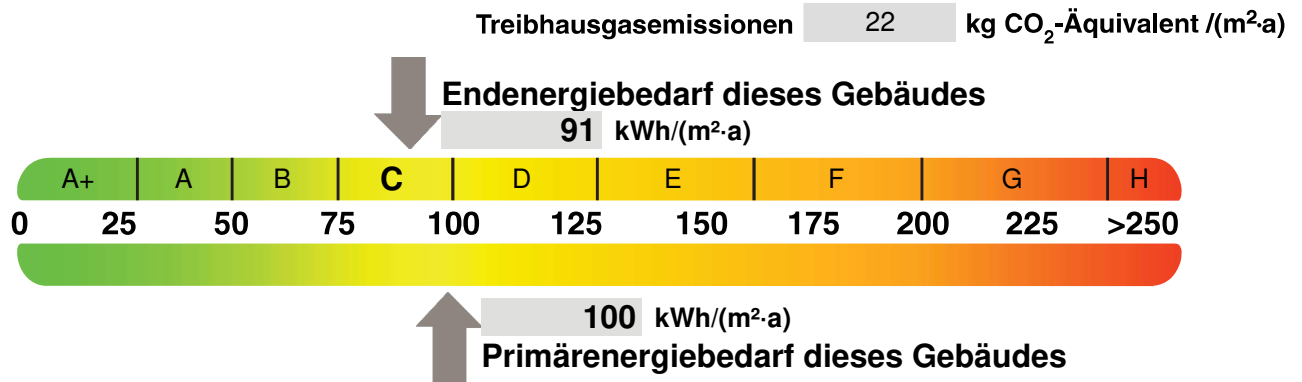 Treibhausgasemissionen 22 kg CO₂-Äquivalent /(m²·a)
Endenergiebedarf dieses Gebäudes
91 kWh/(m²·a)
A+ A B C D E F G H
0 25 50 75 100 125 150 175 200 225 >250
100 kWh/(m²·a)
Primärenergiebedarf dieses Gebäudes